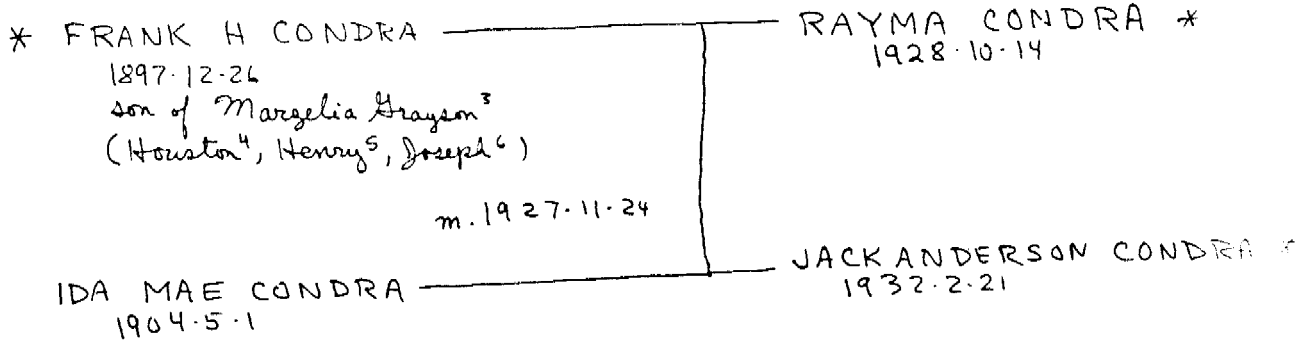 * FRANK H CONDRA
1897·12·26
son of Margelia Grayson³
(Houston⁴, Henry⁵, Joseph⁶)
m. 1927·11·24
IDA MAE CONDRA
1904·5·1
RAYMA CONDRA *
1928·10·14
JACK ANDERSON CONDRA *
1932·2·21